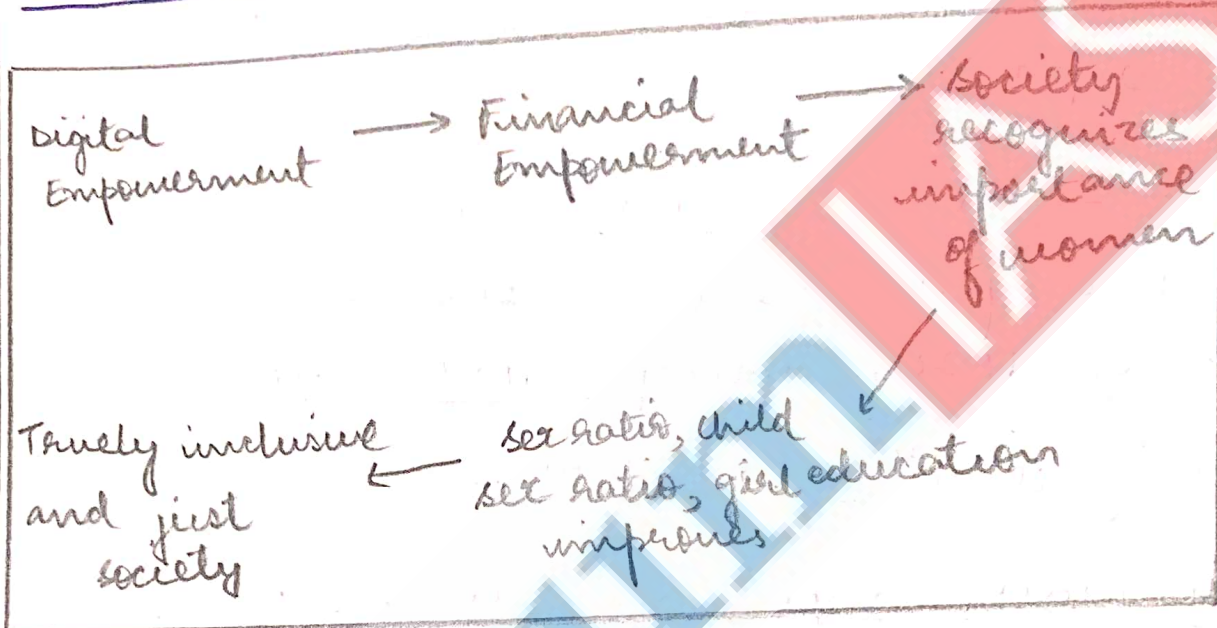 Digital
Empowerment
Financial
Empowerment
society
recognizes
importance
of women
sex ratio, child
sex ratio, girl education
improves
Truely inclusive
and just
society
IAS